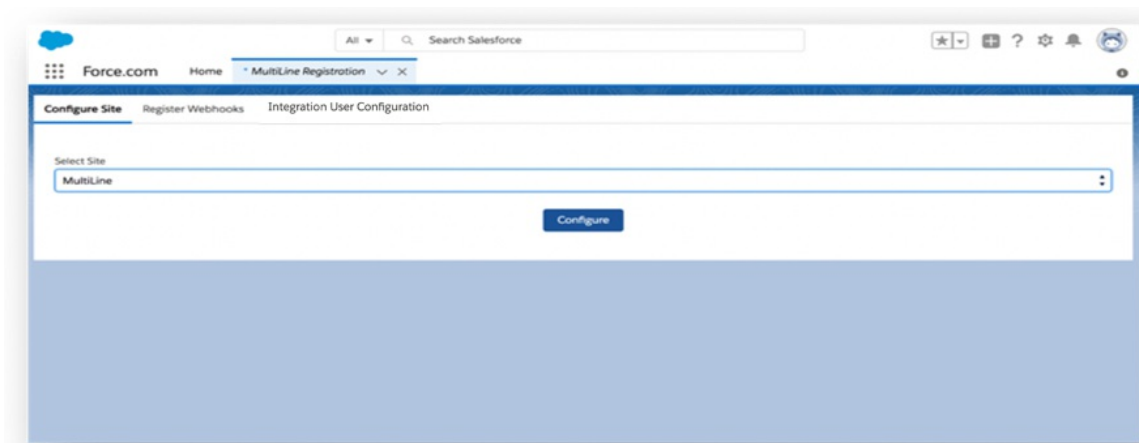 All Search Salesforce
Force.com Home * MultiLine Registration
Configure Site Register Webhooks Integration User Configuration
Select Site
MultiLine
Configure